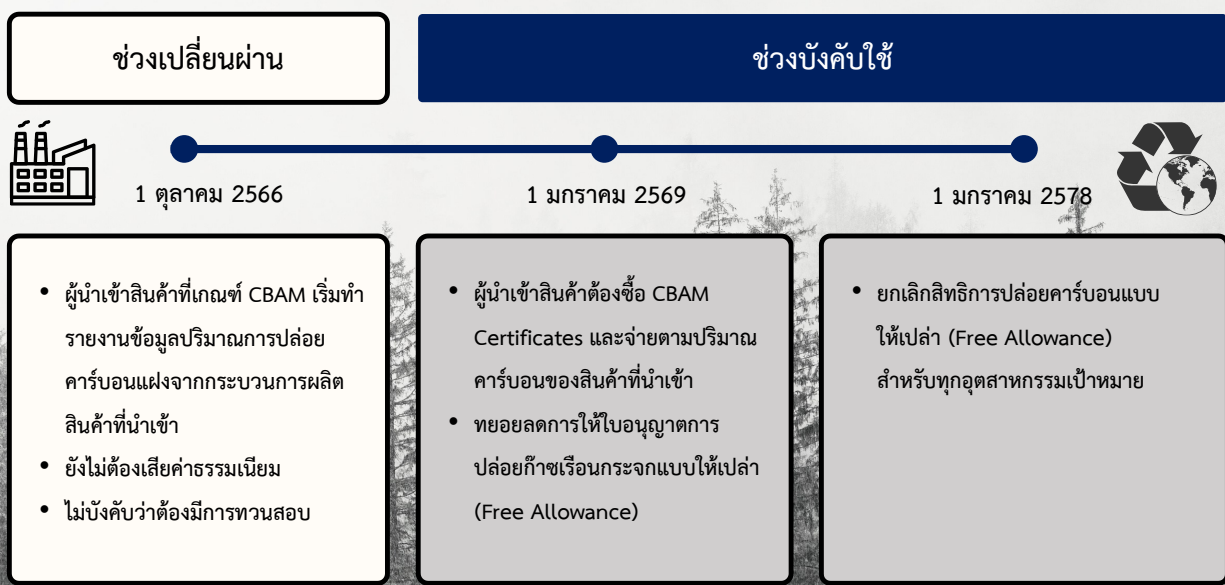 ช่วงเปลี่ยนผ่าน
ช่วงบังคับใช้
1 ตุลาคม 2566
1 มกราคม 2569
1 มกราคม 2578
• ผู้นำเข้าสินค้าที่เกณฑ์ CBAM เริ่มทำ
รายงานข้อมูลปริมาณการปล่อย
คาร์บอนแฝงจากกระบวนการผลิต
สินค้าที่นำเข้า
• ยังไม่ต้องเสียค่าธรรมเนียม
• ไม่บังคับว่าต้องมีการทวนสอบ
• ผู้นำเข้าสินค้าต้องซื้อ CBAM
Certificates และจ่ายตามปริมาณ
คาร์บอนของสินค้าที่นำเข้า
• ทยอยลดการให้ใบอนุญาตการ
ปล่อยก๊าซเรือนกระจกแบบให้เปล่า
(Free Allowance)
• ยกเลิกสิทธิการปล่อยคาร์บอนแบบ
ให้เปล่า (Free Allowance)
สำหรับทุกอุตสาหกรรมเป้าหมาย